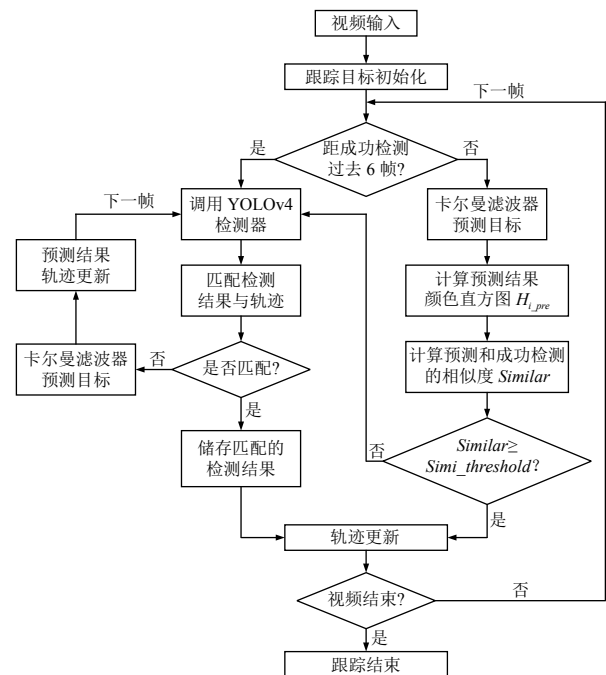 视频输入
跟踪目标初始化
下一帧
距成功检测
过去 6 帧?
是
否
下一帧
调用 YOLOv4
检测器
卡尔曼滤波器
预测目标
预测结果
轨迹更新
匹配检测
结果与轨迹
计算预测结果
颜色直方图 H_{i_pre}
卡尔曼滤波器
预测目标
否
是否匹配?
计算预测和成功检测
的相似度 Similar
是
储存匹配的
检测结果
否
Similar≥
Simi_threshold?
是
轨迹更新
视频结束?
否
是
跟踪结束